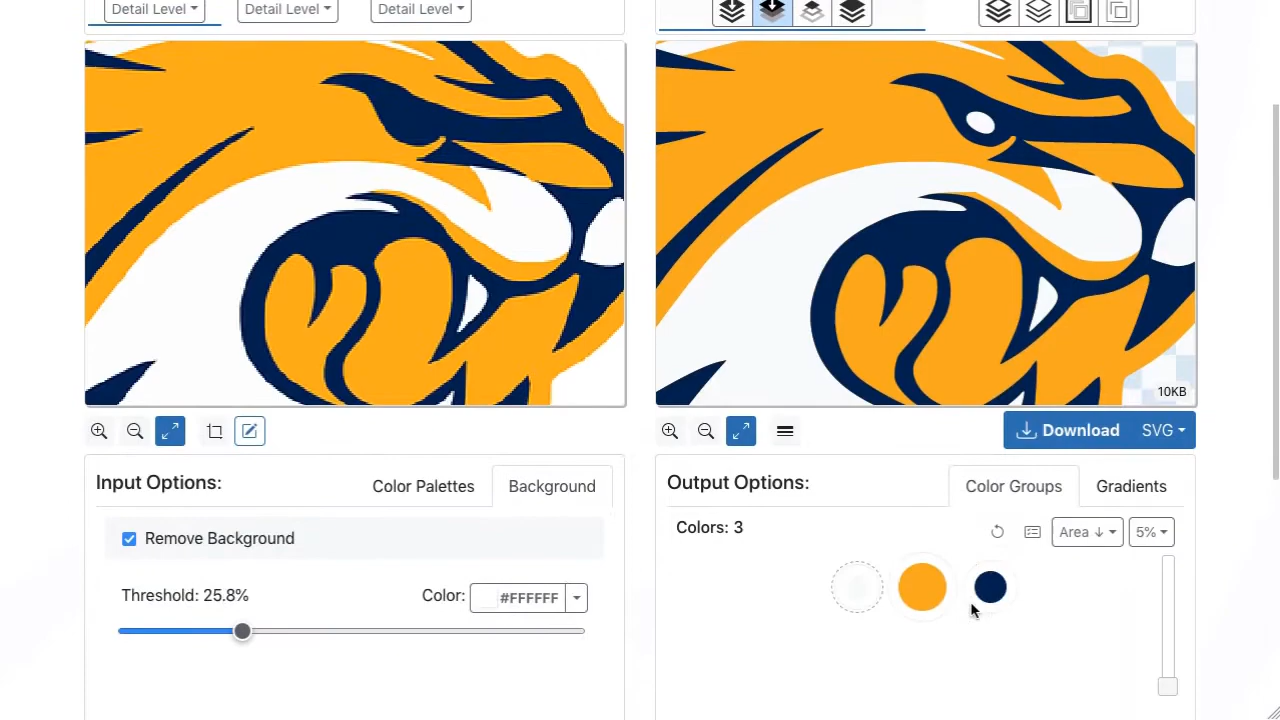 Detail Level
Detail Level
Detail Level
10KB
Download SVG
Input Options:
Color Palettes
Background
Remove Background
Threshold: 25.8%
Color: #FFFFFF
Output Options:
Color Groups
Gradients
Colors: 3
Area ↓
5%